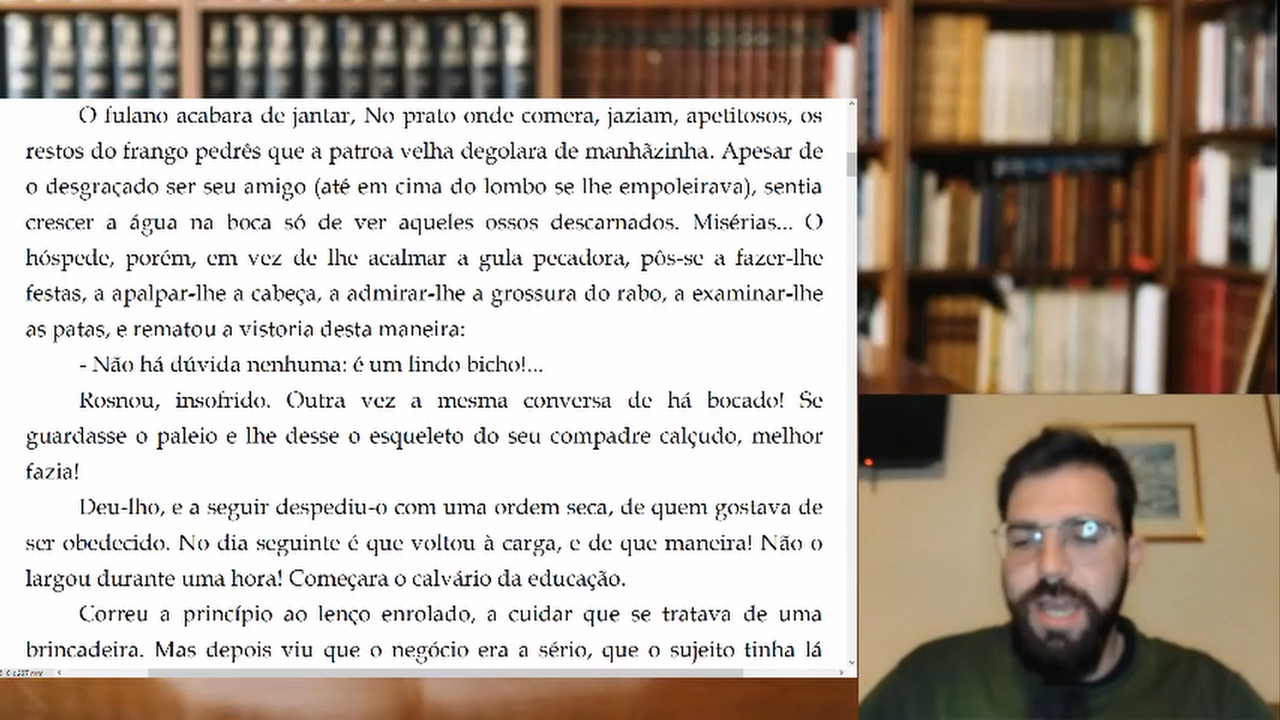 O fulano acabara de jantar, No prato onde comera, jaziam, apetitosos, os
restos do frango pedrês que a patroa velha degolara de manhãzinha. Apesar de
o desgraçado ser seu amigo (até em cima do lombo se lhe empoleirava), sentia
crescer a água na boca só de ver aqueles ossos descarnados. Misérias... O
hóspede, porém, em vez de lhe acalmar a gula pecadora, pôs-se a fazer-lhe
festas, a apalpar-lhe a cabeça, a admirar-lhe a grossura do rabo, a examinar-lhe
as patas, e rematou a vistoria desta maneira:
- Não há dúvida nenhuma: é um lindo bicho!...
Rosnou, insofrido. Outra vez a mesma conversa de há bocado! Se
guardasse o paleio e lhe desse o esqueleto do seu compadre calçudo, melhor
fazia!
Deu-lho, e a seguir despediu-o com uma ordem seca, de quem gostava de
ser obedecido. No dia seguinte é que voltou à carga, e de que maneira! Não o
largou durante uma hora! Começara o calvário da educação.
Correu a princípio ao lenço enrolado, a cuidar que se tratava de uma
brincadeira. Mas depois viu que o negócio era a sério, que o sujeito tinha lá